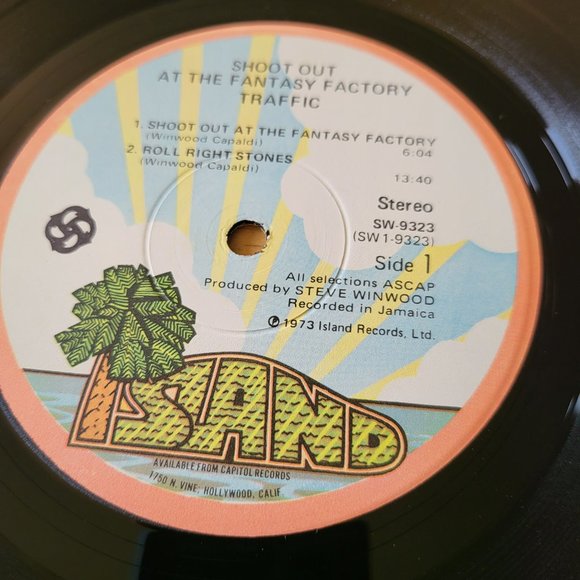 SHOOT OUT
AT THE FANTASY FACTORY
TRAFFIC
1. SHOOT OUT AT THE FANTASY FACTORY
(Winwood Capaldi) 6:04
2. ROLL RIGHT STONES
(Winwood Capaldi)
13:40
Stereo
SW-9323
(SW1-9323)
Side 1
All selections ASCAP
Produced by STEVE WINWOOD
Recorded in Jamaica
℗ 1973 Island Records, Ltd.
ISLAND
AVAILABLE FROM CAPITOL RECORDS
1750 N. VINE, HOLLYWOOD, CALIF.